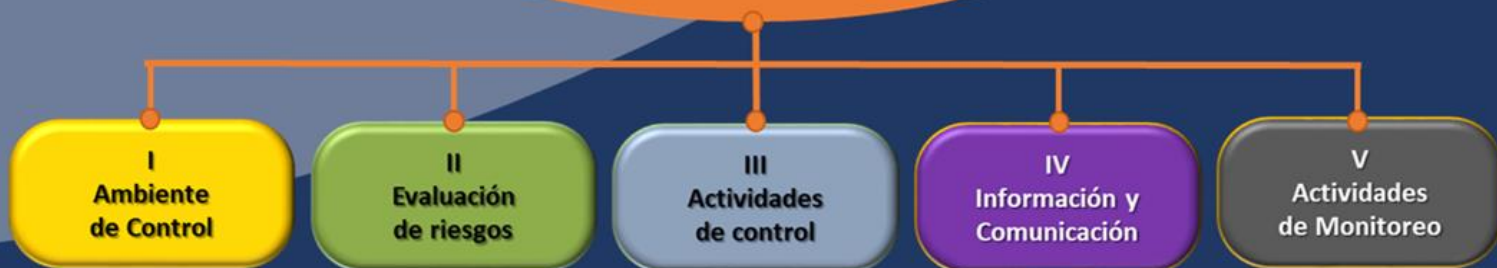 I
Ambiente
de Control
II
Evaluación
de riesgos
III
Actividades
de control
IV
Información y
Comunicación
V
Actividades
de Monitoreo